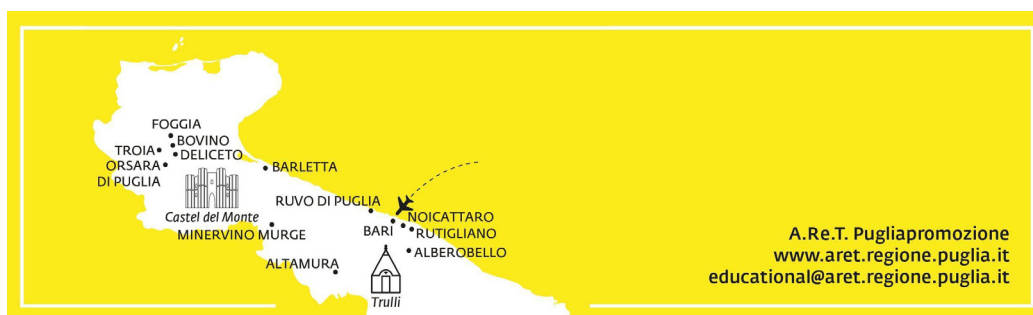 FOGGIA
BOVINO
TROIA
DELICETO
ORSARA
DI PUGLIA
BARLETTA
Castel del Monte
RUVO DI PUGLIA
NOICATTARO
BARI
RUTIGLIANO
MINERVINO MURGE
ALBEROBELLO
ALTAMURA
Trulli
A.Re.T. Pugliapromozione
www.aret.regione.puglia.it
educational@aret.regione.puglia.it